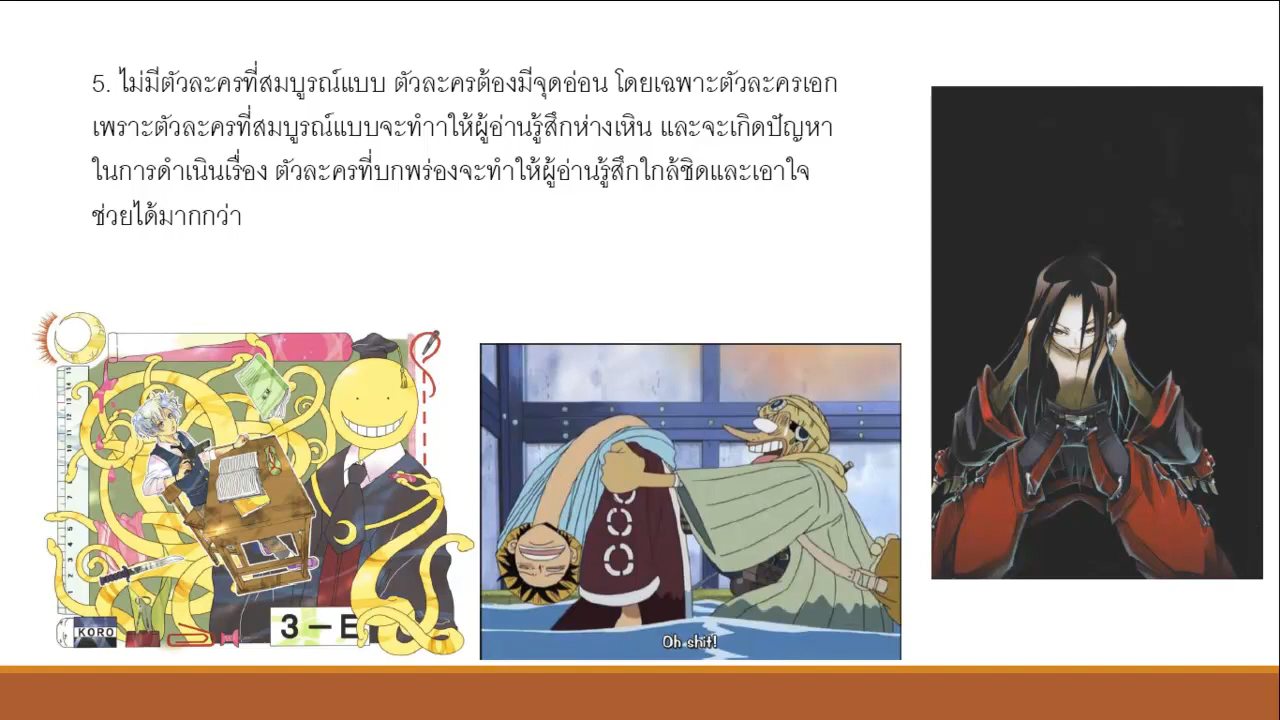 5. ไม่มีตัวละครที่สมบูรณ์แบบ ตัวละครต้องมีจุดอ่อน โดยเฉพาะตัวละครเอก
เพราะตัวละครที่สมบูรณ์แบบจะทำาให้ผู้อ่านรู้สึกห่างเหิน และจะเกิดปัญหา
ในการดำเนินเรื่อง ตัวละครที่บกพร่องจะทำให้ผู้อ่านรู้สึกใกล้ชิดและเอาใจ
ช่วยได้มากกว่า
KORO
3 – E
Oh shit!